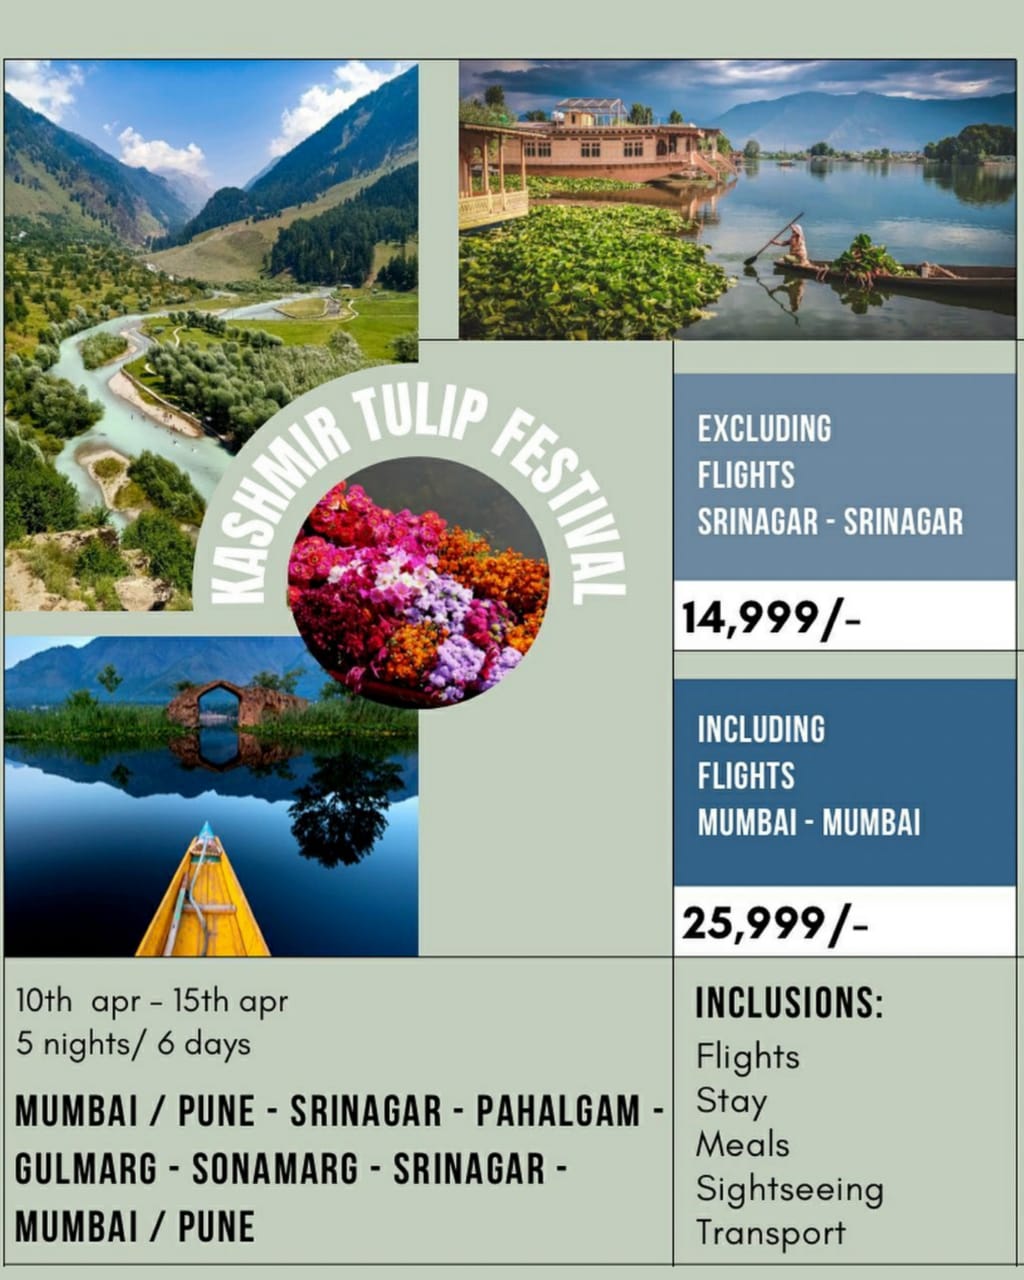 KASHMIR TULIP FESTIVAL
EXCLUDING
FLIGHTS
SRINAGAR - SRINAGAR
14,999/-
INCLUDING
FLIGHTS
MUMBAI - MUMBAI
25,999/-
10th apr - 15th apr
5 nights/ 6 days
MUMBAI / PUNE - SRINAGAR - PAHALGAM -
GULMARG - SONAMARG - SRINAGAR -
MUMBAI / PUNE
INCLUSIONS:
Flights
Stay
Meals
Sightseeing
Transport